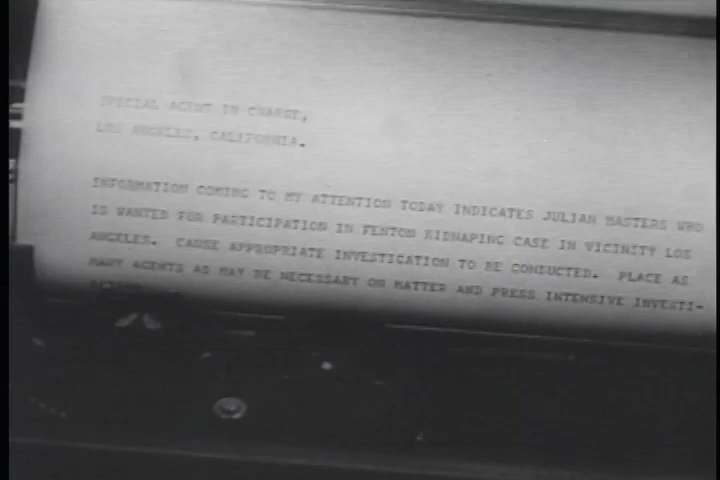 SPECIAL AGENT IN CHARGE,
LOS ANGELES, CALIFORNIA.
INFORMATION COMING TO MY ATTENTION TODAY INDICATES JULIAN MASTERS WHO
IS WANTED FOR PARTICIPATION IN FENTON KIDNAPING CASE IN VICINITY LOS
ANGELES. CAUSE APPROPRIATE INVESTIGATION TO BE CONDUCTED. PLACE AS
MANY AGENTS AS MAY BE NECESSARY ON MATTER AND PRESS INTENSIVE INVESTI-